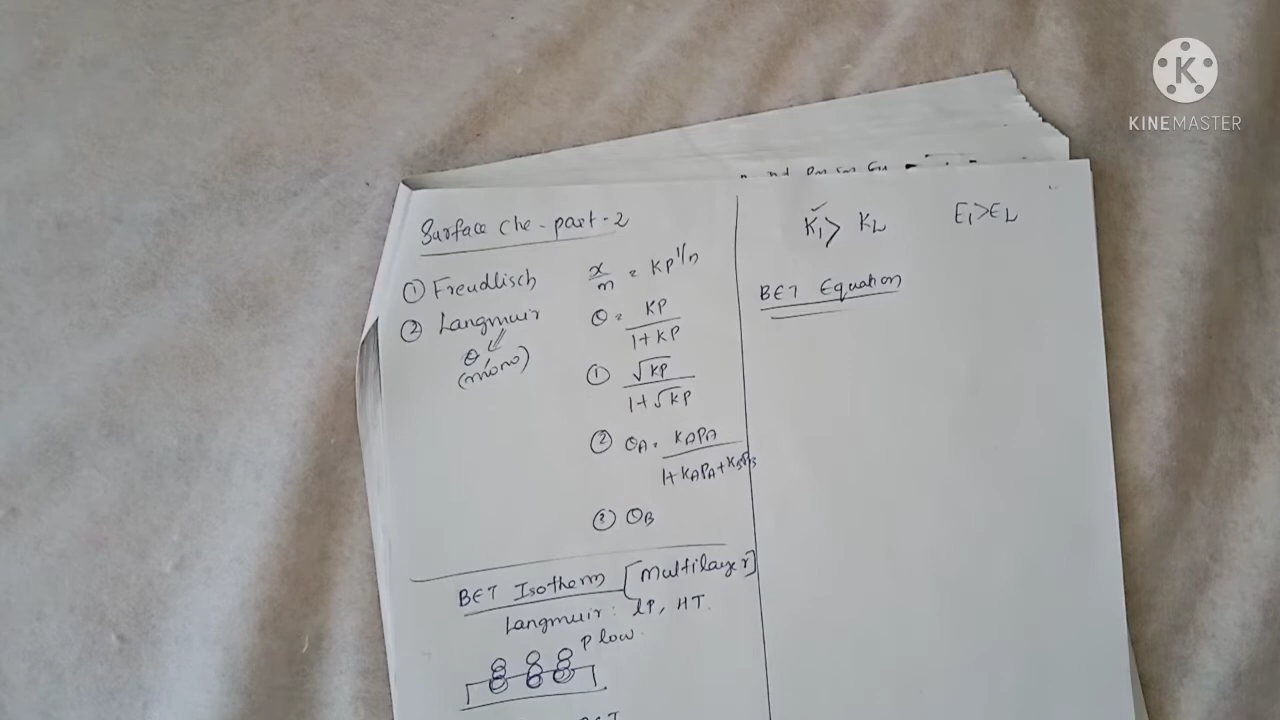 KINEMASTER
Surface Che - part - 2
① Freudlisch x/m = KP^1/n
② Langmuir θ = KP / 1+KP
θ
(mono)
① √KP / 1+√KP
② θA = KAPA / 1+KAPA+KBPB
③ θB
BET Isotherm [Multilayer]
Langmuir : LP, HT.
P low.
K1 > KL E1>EL
BET Equation